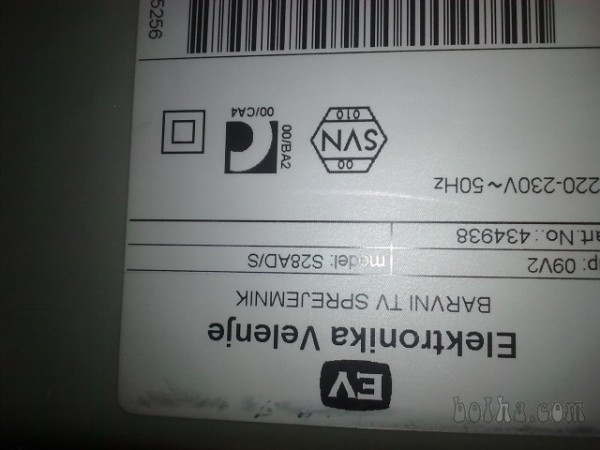 EV
Elektronika Velenje
BARVNI TV SPREJEMNIK
p: 09V2 model: S28AD/S
art.No.: 434938
220-230V~50Hz
00
SVN
010
00/BA2
00/CA4
5256
bolha.com